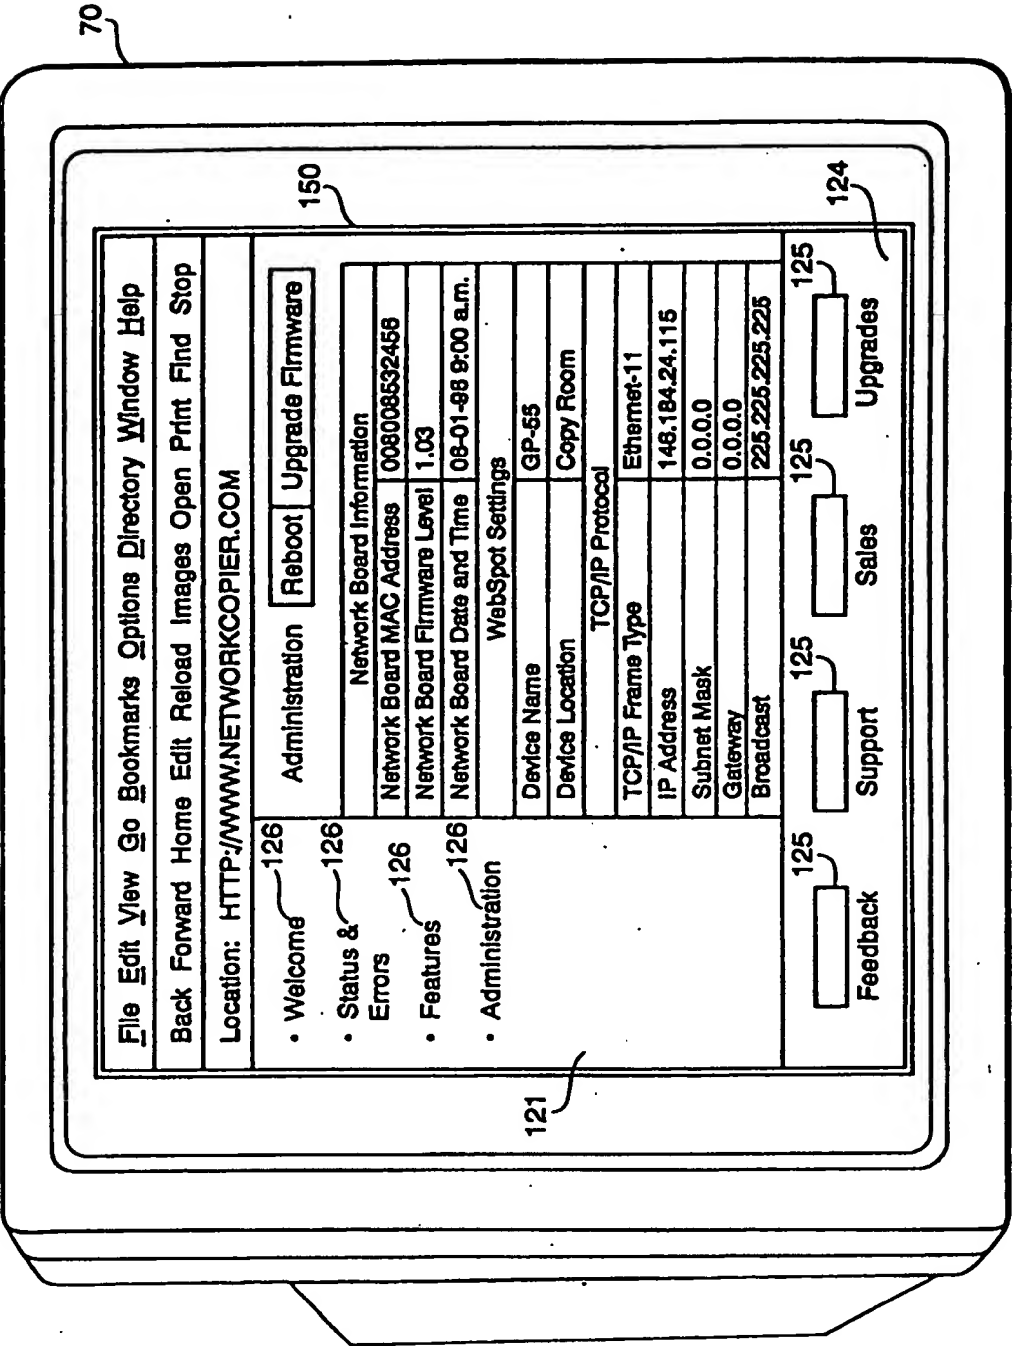 70
File Edit View Go Bookmarks Options Directory Window Help
Back Forward Home Edit Reload Images Open Print Find Stop
Location: HTTP://WWW.NETWORKCOPIER.COM
150
• Welcome 126
• Status & Errors 126
• Features 126
• Administration 126
121
Administration Reboot Upgrade Firmware
Network Board Information
Network Board MAC Address 008008532456
Network Board Firmware Level 1.03
Network Board Date and Time 08-01-98 9:00 a.m.
WebSpot Settings
Device Name GP-55
Device Location Copy Room
TCP/IP Protocol
TCP/IP Frame Type Ethernet-11
IP Address 146.184.24.115
Subnet Mask 0.0.0.0
Gateway 0.0.0.0
Broadcast 225.225.225.225
125 125 125 125
Feedback Support Sales Upgrades
124